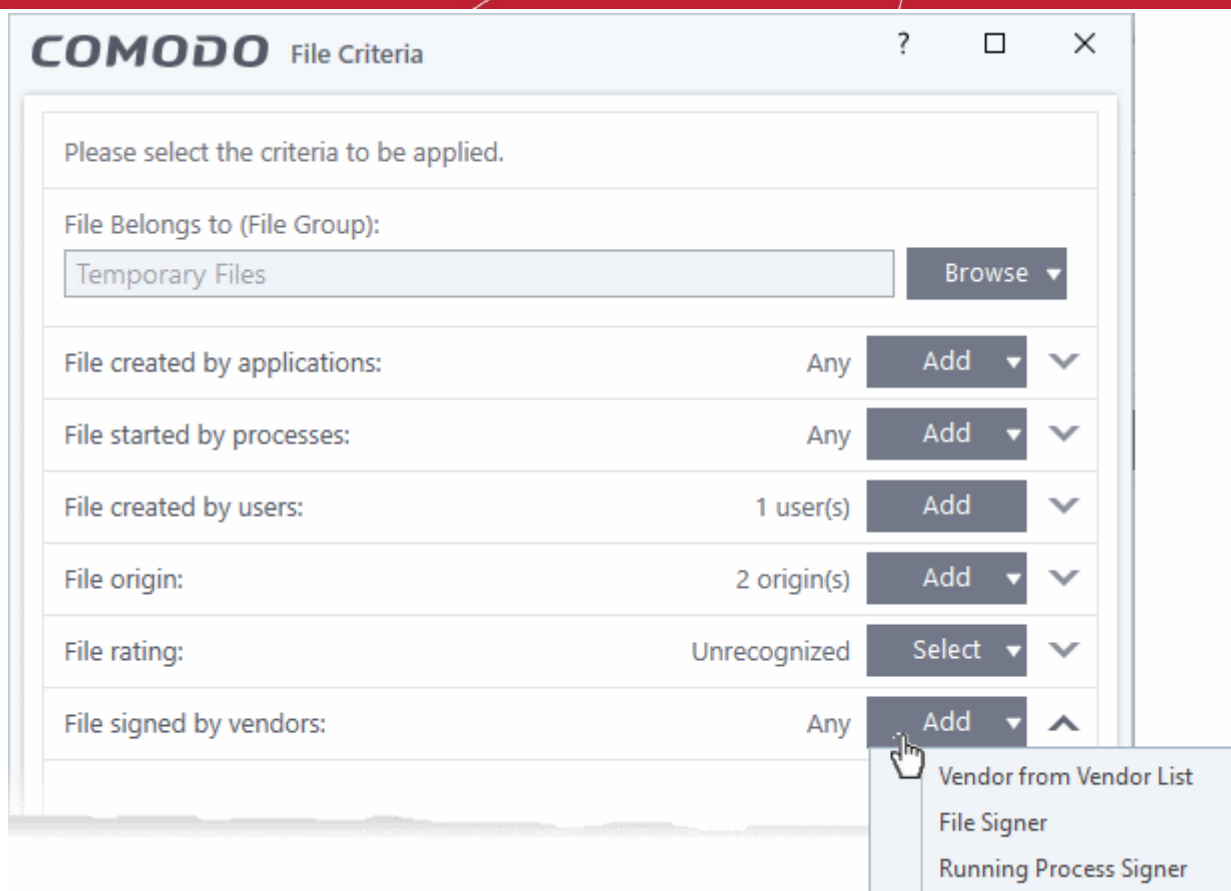 COMODO File Criteria ?
Please select the criteria to be applied.
File Belongs to (File Group):
Temporary Files Browse
File created by applications: Any Add
File started by processes: Any Add
File created by users: 1 user(s) Add
File origin: 2 origin(s) Add
File rating: Unrecognized Select
File signed by vendors: Any Add
Vendor from Vendor List
File Signer
Running Process Signer